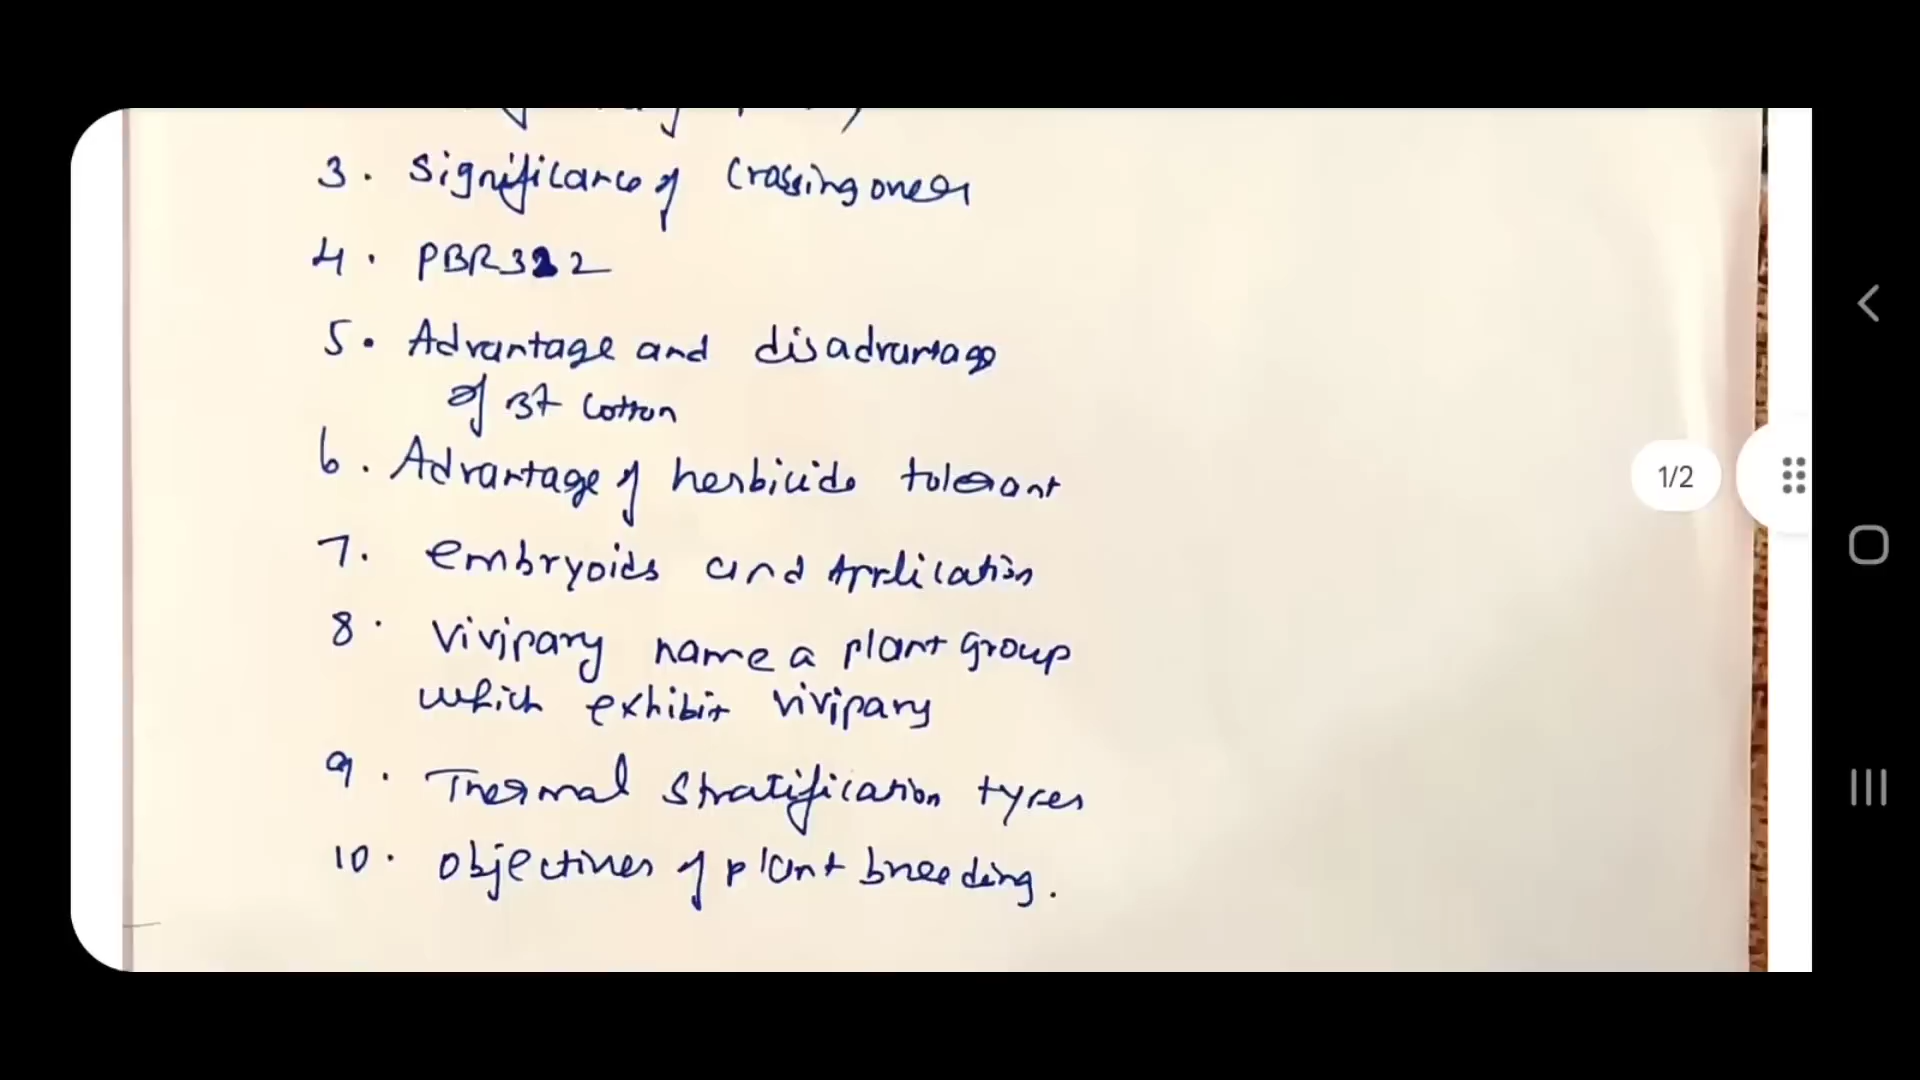 3. Significance of Crossing over
4. PBR322
5. Advantage and disadvantage
of Bt Cotton
6. Advantage of herbicide tolerant
7. embryoids and Application
8. Vivipary name a plant group
which exhibit vivipary
9. Thermal Stratification types
10. objectives of plant breeding.
1/2